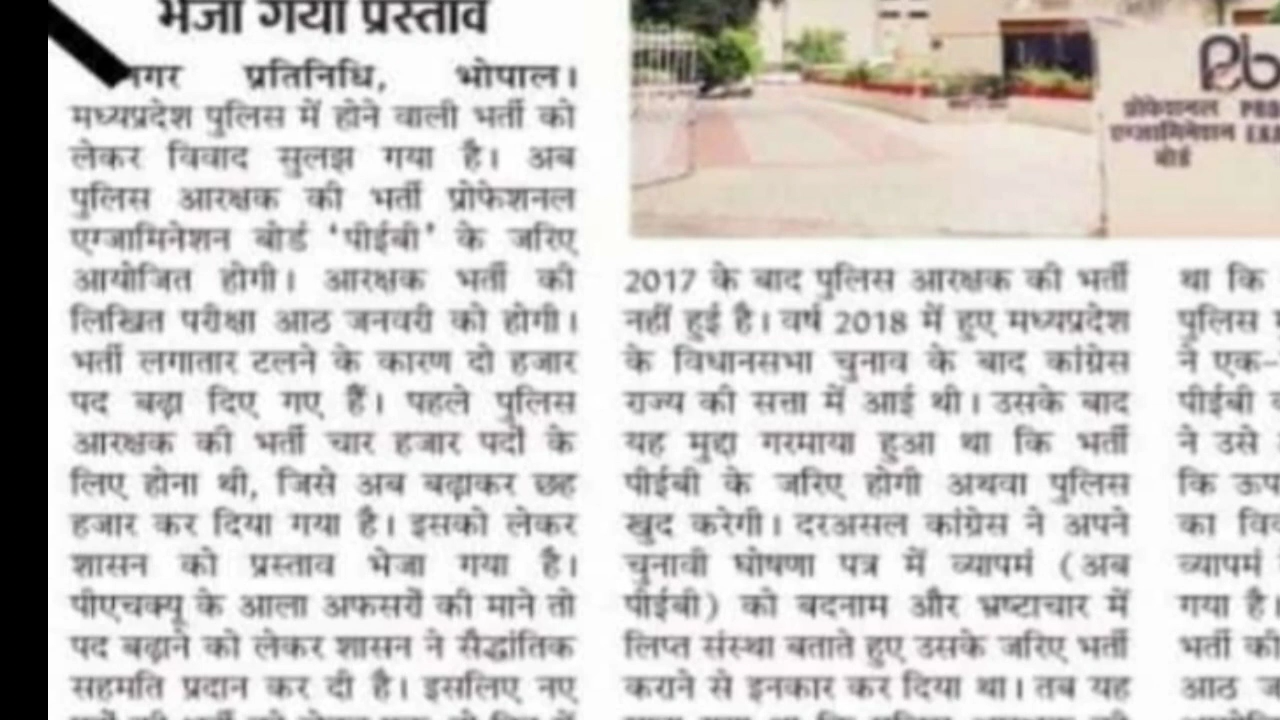 भेजा गया प्रस्ताव
नगर प्रतिनिधि, भोपाल।
मध्यप्रदेश पुलिस में होने वाली भर्ती को
लेकर विवाद सुलझ गया है। अब
पुलिस आरक्षक की भर्ती प्रोफेशनल
एग्जामिनेशन बोर्ड 'पीईबी' के जरिए
आयोजित होगी। आरक्षक भर्ती की
लिखित परीक्षा आठ जनवरी को होगी।
भर्ती लगातार टलने के कारण दो हजार
पद बढ़ा दिए गए हैं। पहले पुलिस
आरक्षक की भर्ती चार हजार पदों के
लिए होना थी, जिसे अब बढ़ाकर छह
हजार कर दिया गया है। इसको लेकर
शासन को प्रस्ताव भेजा गया है।
पीएचक्यू के आला अफसरों की माने तो
पद बढ़ाने को लेकर शासन ने सैद्धांतिक
सहमति प्रदान कर दी है। इसलिए नए
प्रोफेशनल
एग्जामिनेशन
बोर्ड
2017 के बाद पुलिस आरक्षक की भर्ती
नहीं हुई है। वर्ष 2018 में हुए मध्यप्रदेश
के विधानसभा चुनाव के बाद कांग्रेस
राज्य की सत्ता में आई थी। उसके बाद
यह मुद्दा गरमाया हुआ था कि भर्ती
पीईबी के जरिए होगी अथवा पुलिस
खुद करेगी। दरअसल कांग्रेस ने अपने
चुनावी घोषणा पत्र में व्यापमं (अब
पीईबी) को बदनाम और भ्रष्टाचार में
लिप्त संस्था बताते हुए उसके जरिए भर्ती
कराने से इनकार कर दिया था। तब यह
था कि
पुलिस
ने एक-
पीईबी
ने उसे
कि
का
व्यापमं
गया है।
भर्ती की
आठ